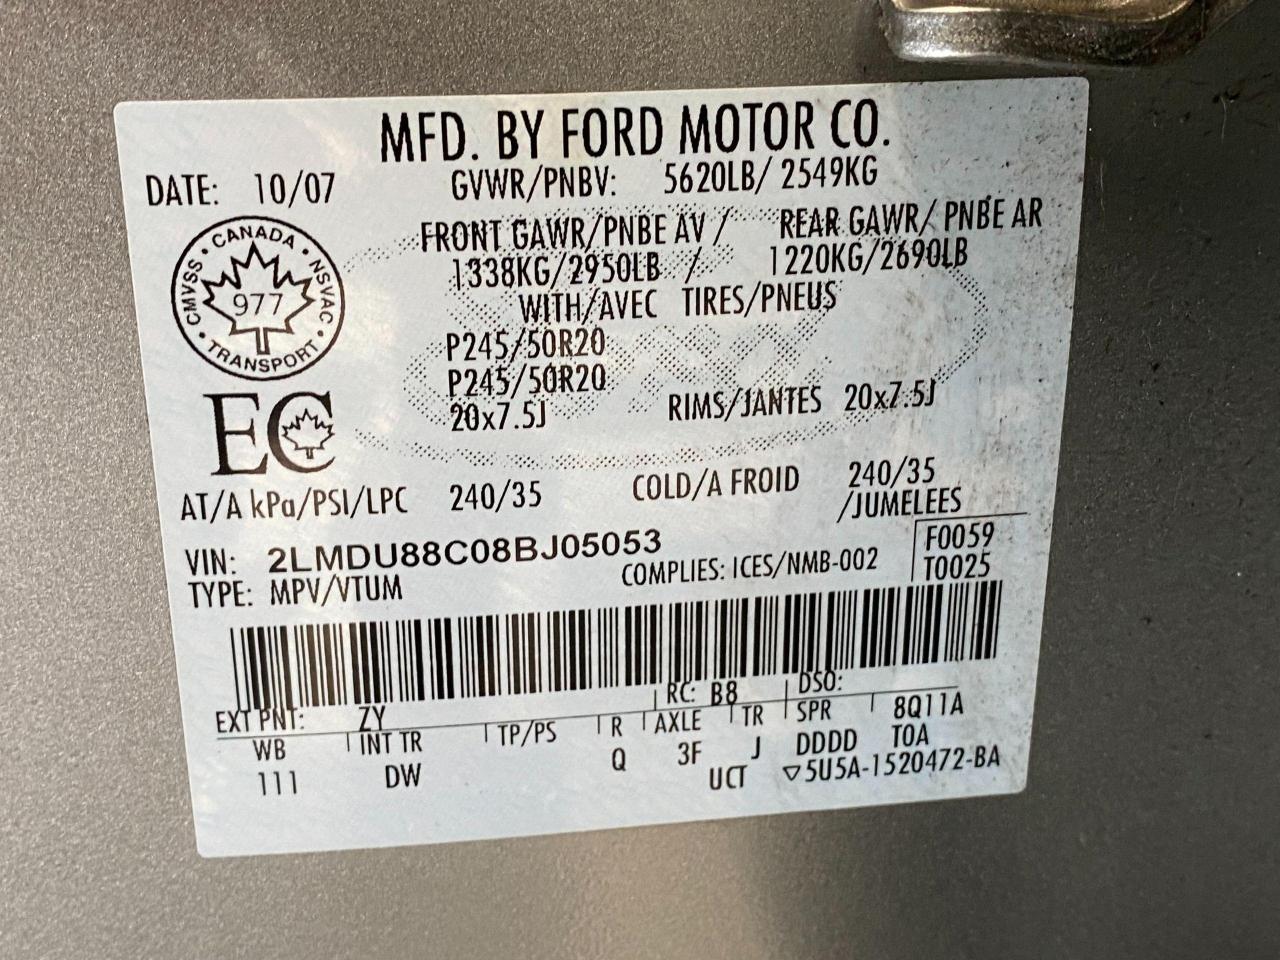 MFD. BY FORD MOTOR CO.
DATE: 10/07 GVWR/PNBV: 5620LB/ 2549KG
FRONT GAWR/PNBE AV / REAR GAWR/ PNBE AR
1338KG/2950LB / 1220KG/2690LB
WITH/AVEC TIRES/PNEUS
CANADA · NSVAC · TRANSPORT · CMVSS ·
977
P245/50R20
P245/50R20
20x7.5J RIMS/JANTES 20x7.5J
EC
AT/A kPa/PSI/LPC 240/35 COLD/A FROID 240/35
/JUMELEES
VIN: 2LMDU88C08BJ05053
F0059
TYPE: MPV/VTUM COMPLIES: ICES/NMB-002 T0025
RC: B8 DSO:
EXT PNT: ZY
WB INT TR TP/PS R AXLE TR SPR 8Q11A
111 DW Q 3F J DDDD TOA
UCT ▽5U5A-1520472-BA